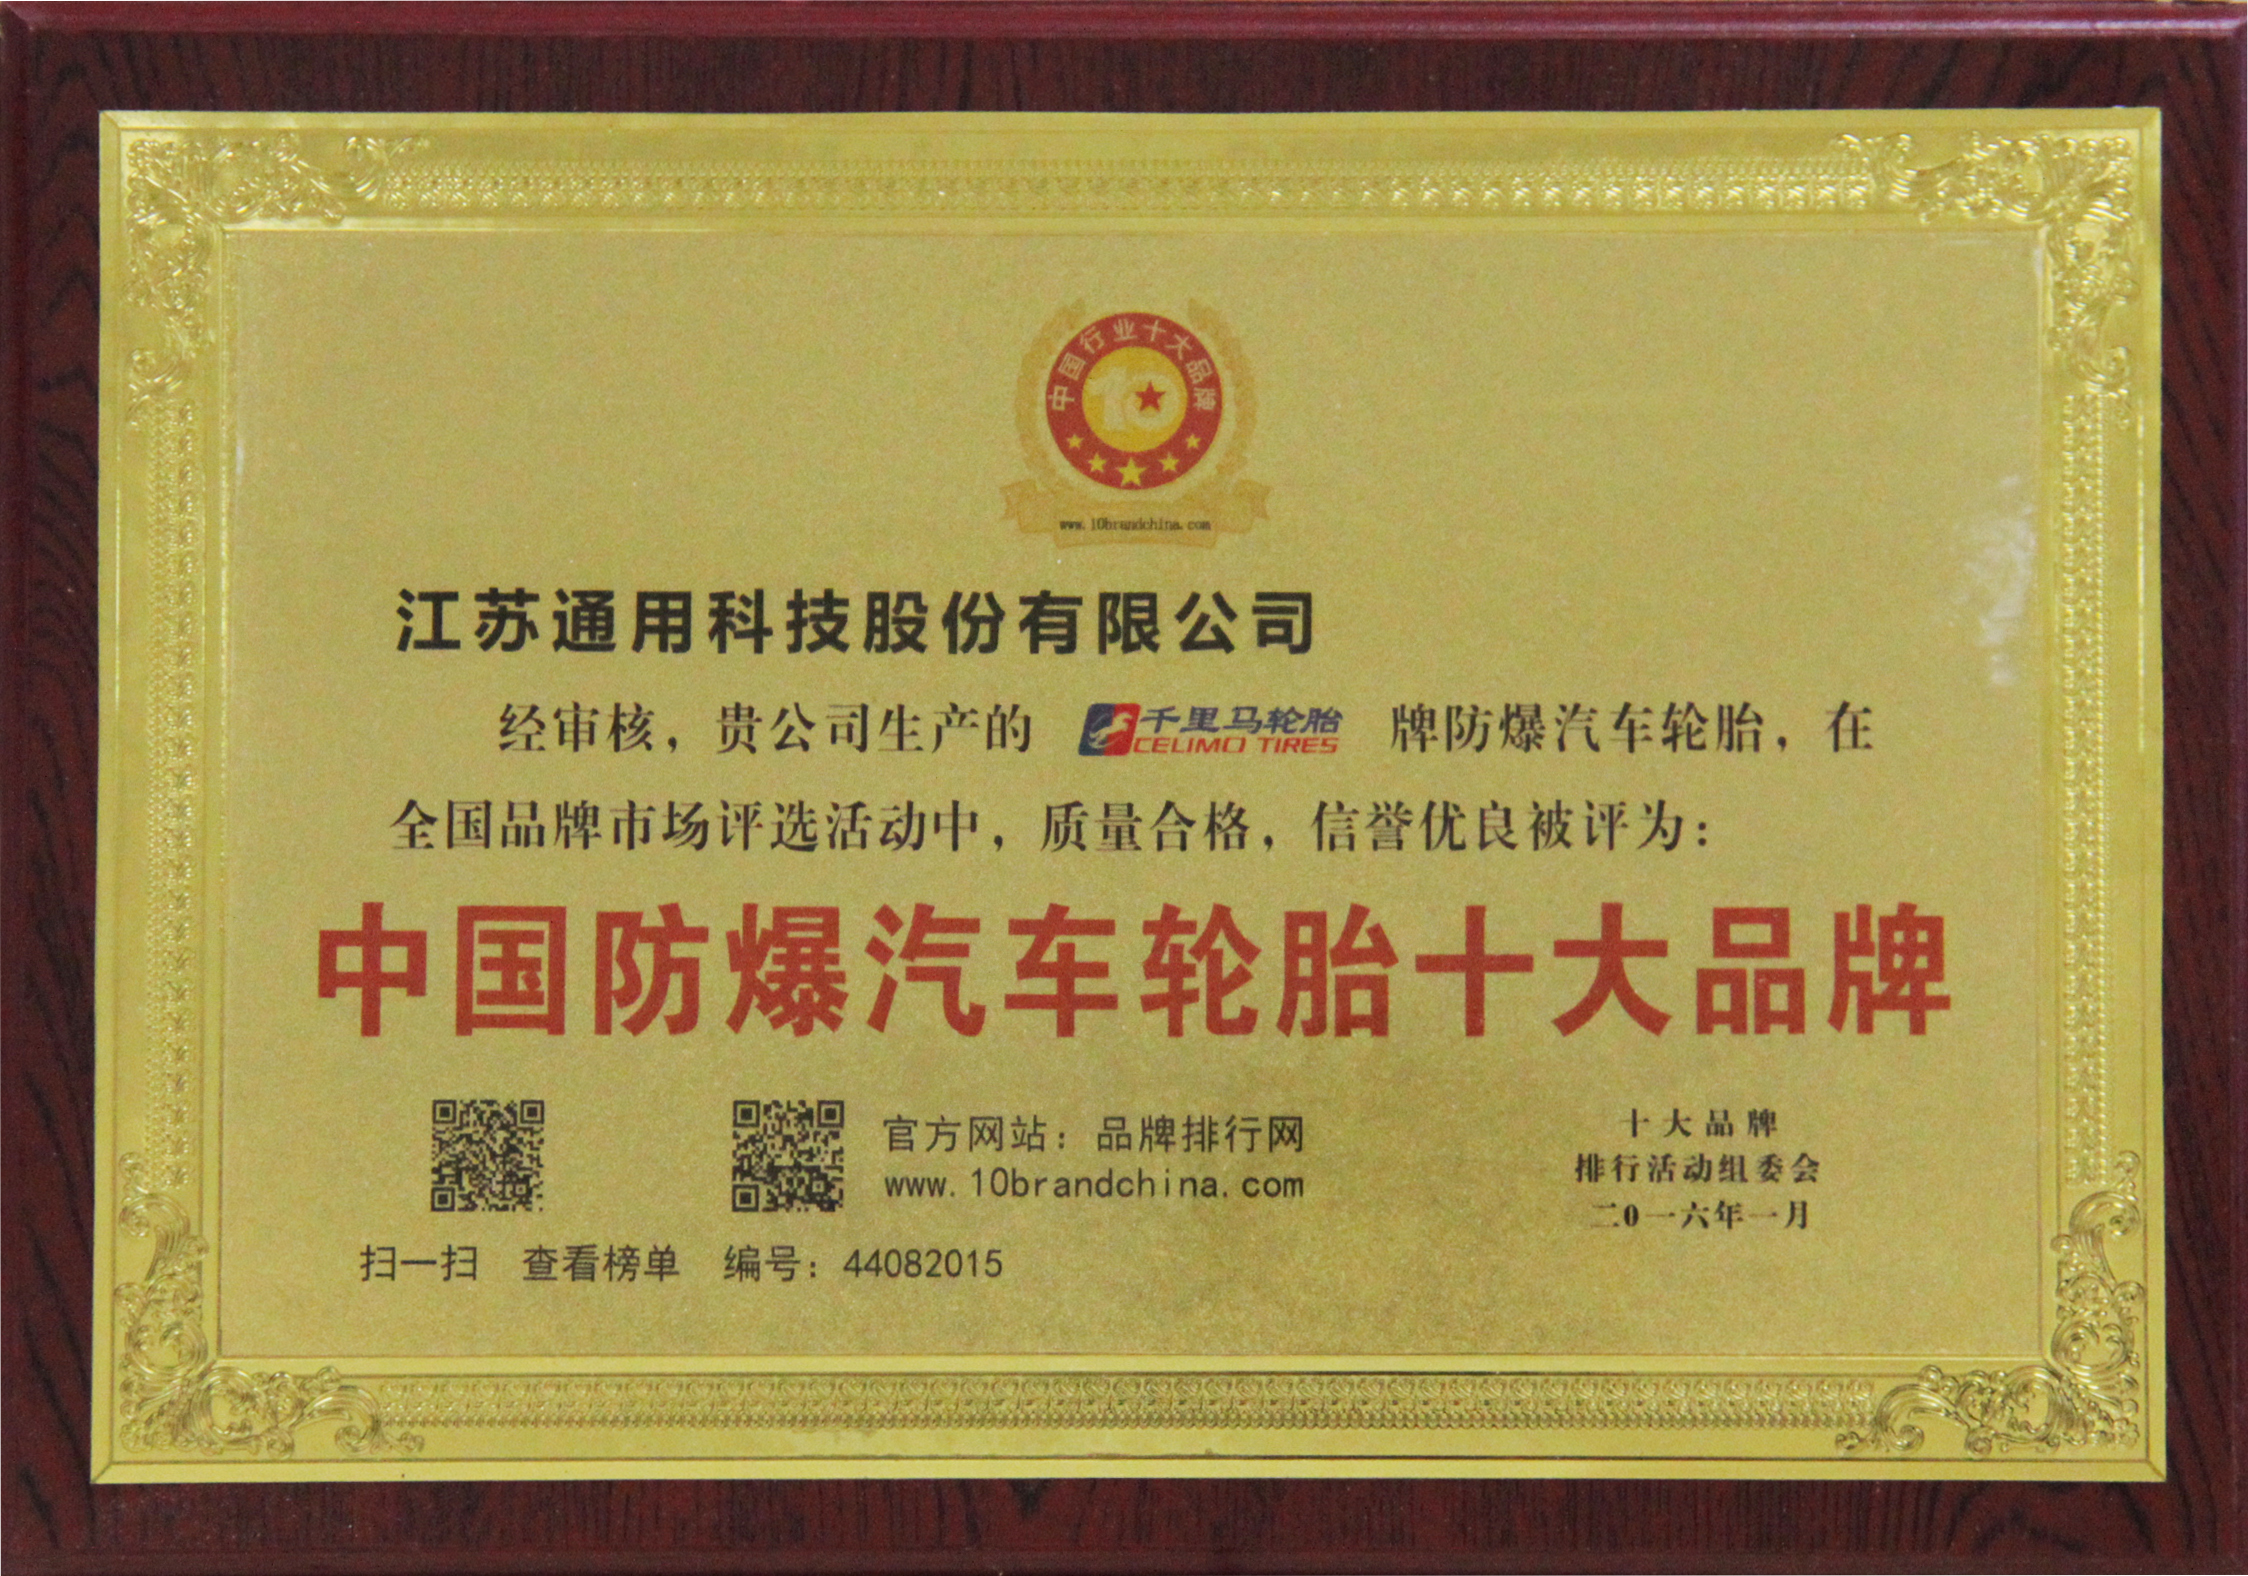 中国行业十大品牌
10
www.10brandchina.com
江苏通用科技股份有限公司
经审核，贵公司生产的 千里马轮胎 CELIMO TIRES 牌防爆汽车轮胎，在
全国品牌市场评选活动中，质量合格，信誉优良被评为：
中国防爆汽车轮胎十大品牌
官方网站：品牌排行网
www.10brandchina.com
扫一扫 查看榜单 编号：44082015
十大品牌
排行活动组委会
二0一六年一月